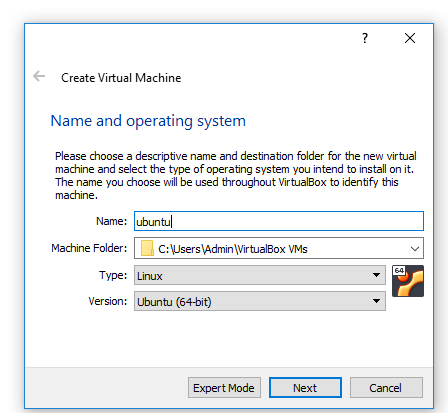 ?
Create Virtual Machine
Name and operating system
Please choose a descriptive name and destination folder for the new virtual
machine and select the type of operating system you intend to install on it.
The name you choose will be used throughout VirtualBox to identify this
machine.
Name: ubuntu
Machine Folder: C:\Users\Admin\VirtualBox VMs
Type: Linux
64
Version: Ubuntu (64-bit)
Expert Mode Next Cancel